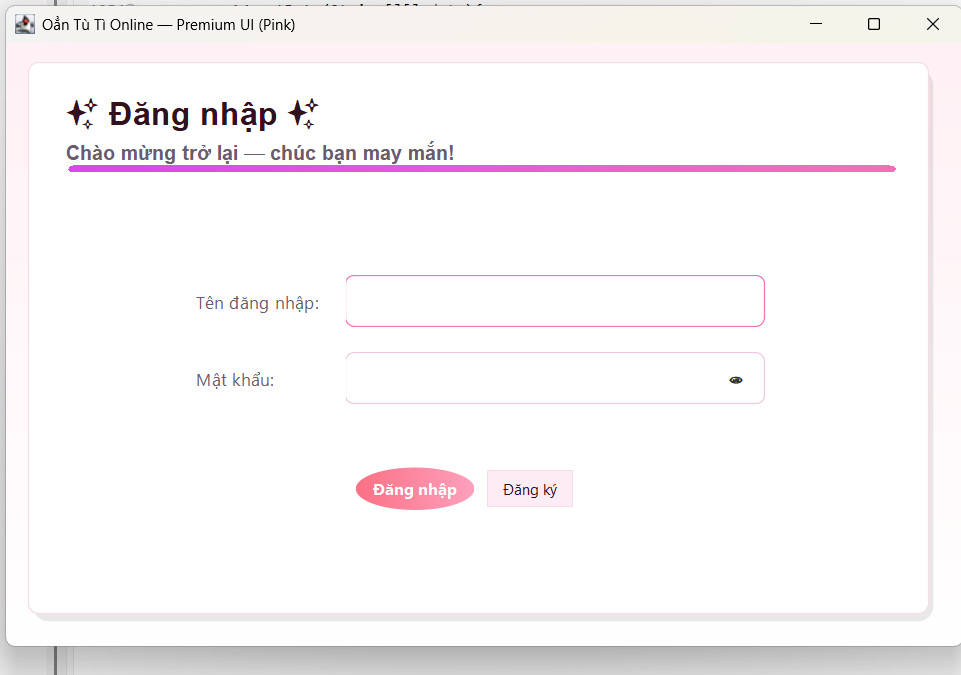 Oẳn Tù Tì Online — Premium UI (Pink)
Đăng nhập
Chào mừng trở lại — chúc bạn may mắn!
Tên đăng nhập:
Mật khẩu:
Đăng nhập Đăng ký